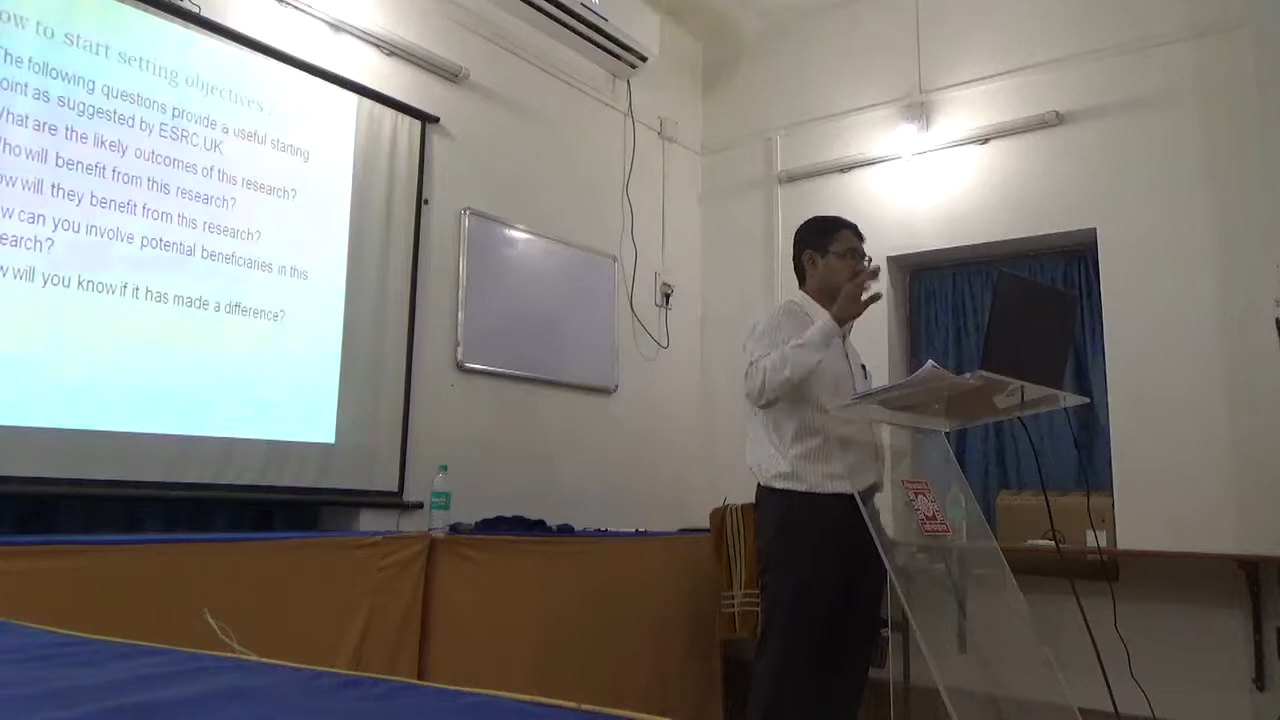 ow to start setting objectives?
The following questions provide a useful starting
oint as suggested by ESRC,UK
What are the likely outcomes of this research?
Who will benefit from this research?
ow will they benefit from this research?
w can you involve potential beneficiaries in this
earch?
w will you know if it has made a difference?